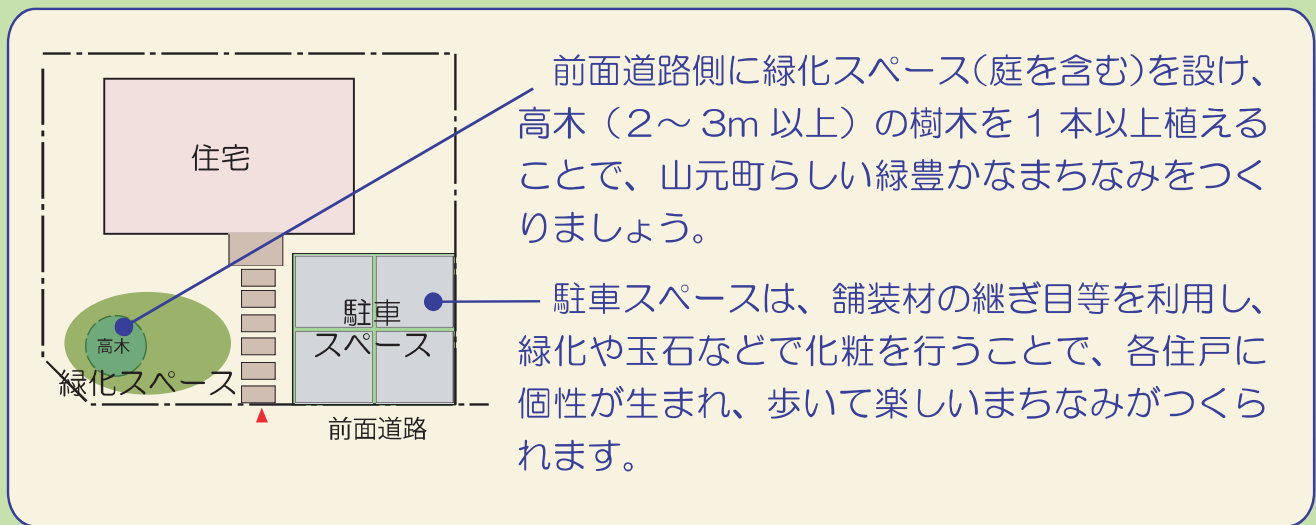 住宅
駐車
スペース
高木
緑化スペース
前面道路
前面道路側に緑化スペース(庭を含む)を設け、
高木（２～３ｍ 以上）の樹木を 1 本以上植える
ことで、山元町らしい緑豊かなまちなみをつく
りましょう。
駐車スペースは、舗装材の継ぎ目等を利用し、
緑化や玉石などで化粧を行うことで、各住戸に
個性が生まれ、歩いて楽しいまちなみがつくら
れます。